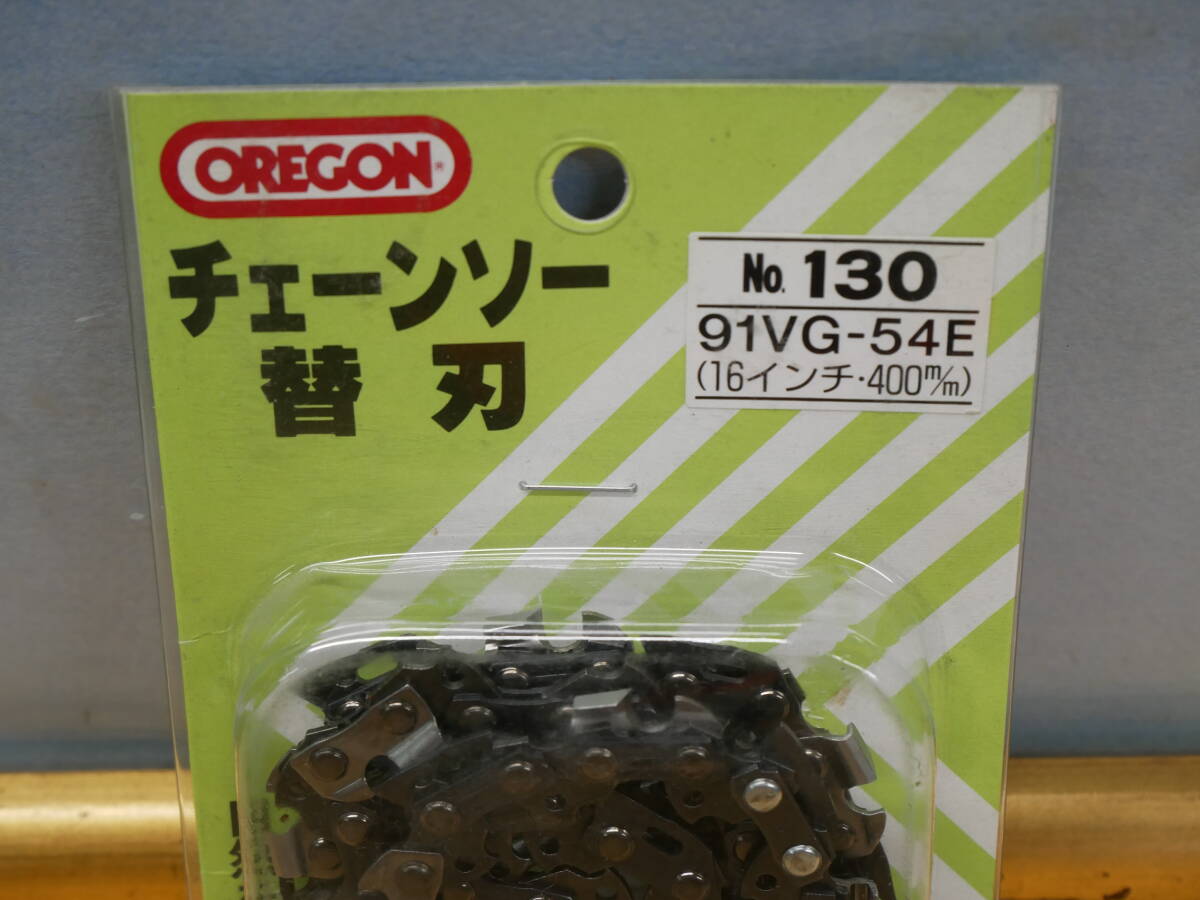 OREGON®
チェーンソー
替刃
No. 130
91VG-54E
(16インチ・400m/m)